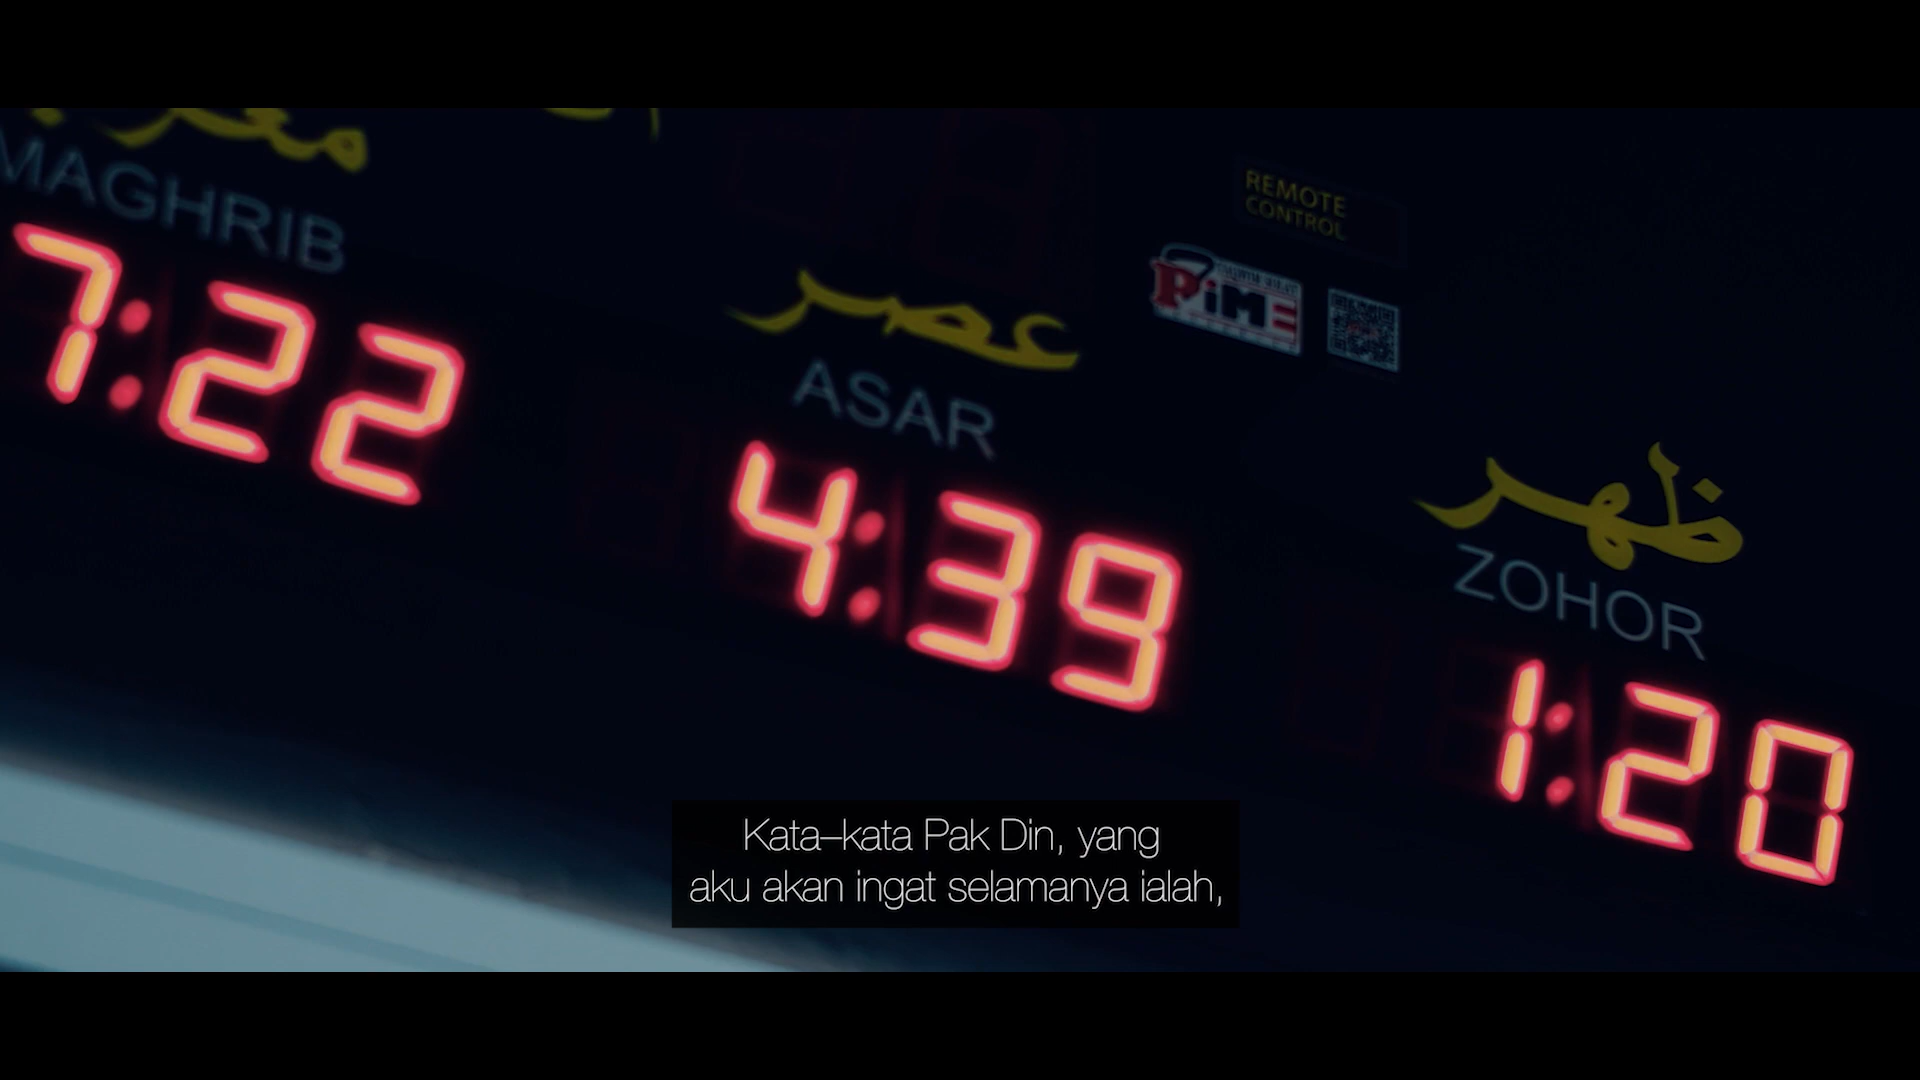 مغرب
MAGHRIB
7:22
عصر
ASAR
4:39
REMOTE
CONTROL
PiME
ظهر
ZOHOR
1:20
Kata–kata Pak Din, yang
aku akan ingat selamanya ialah,